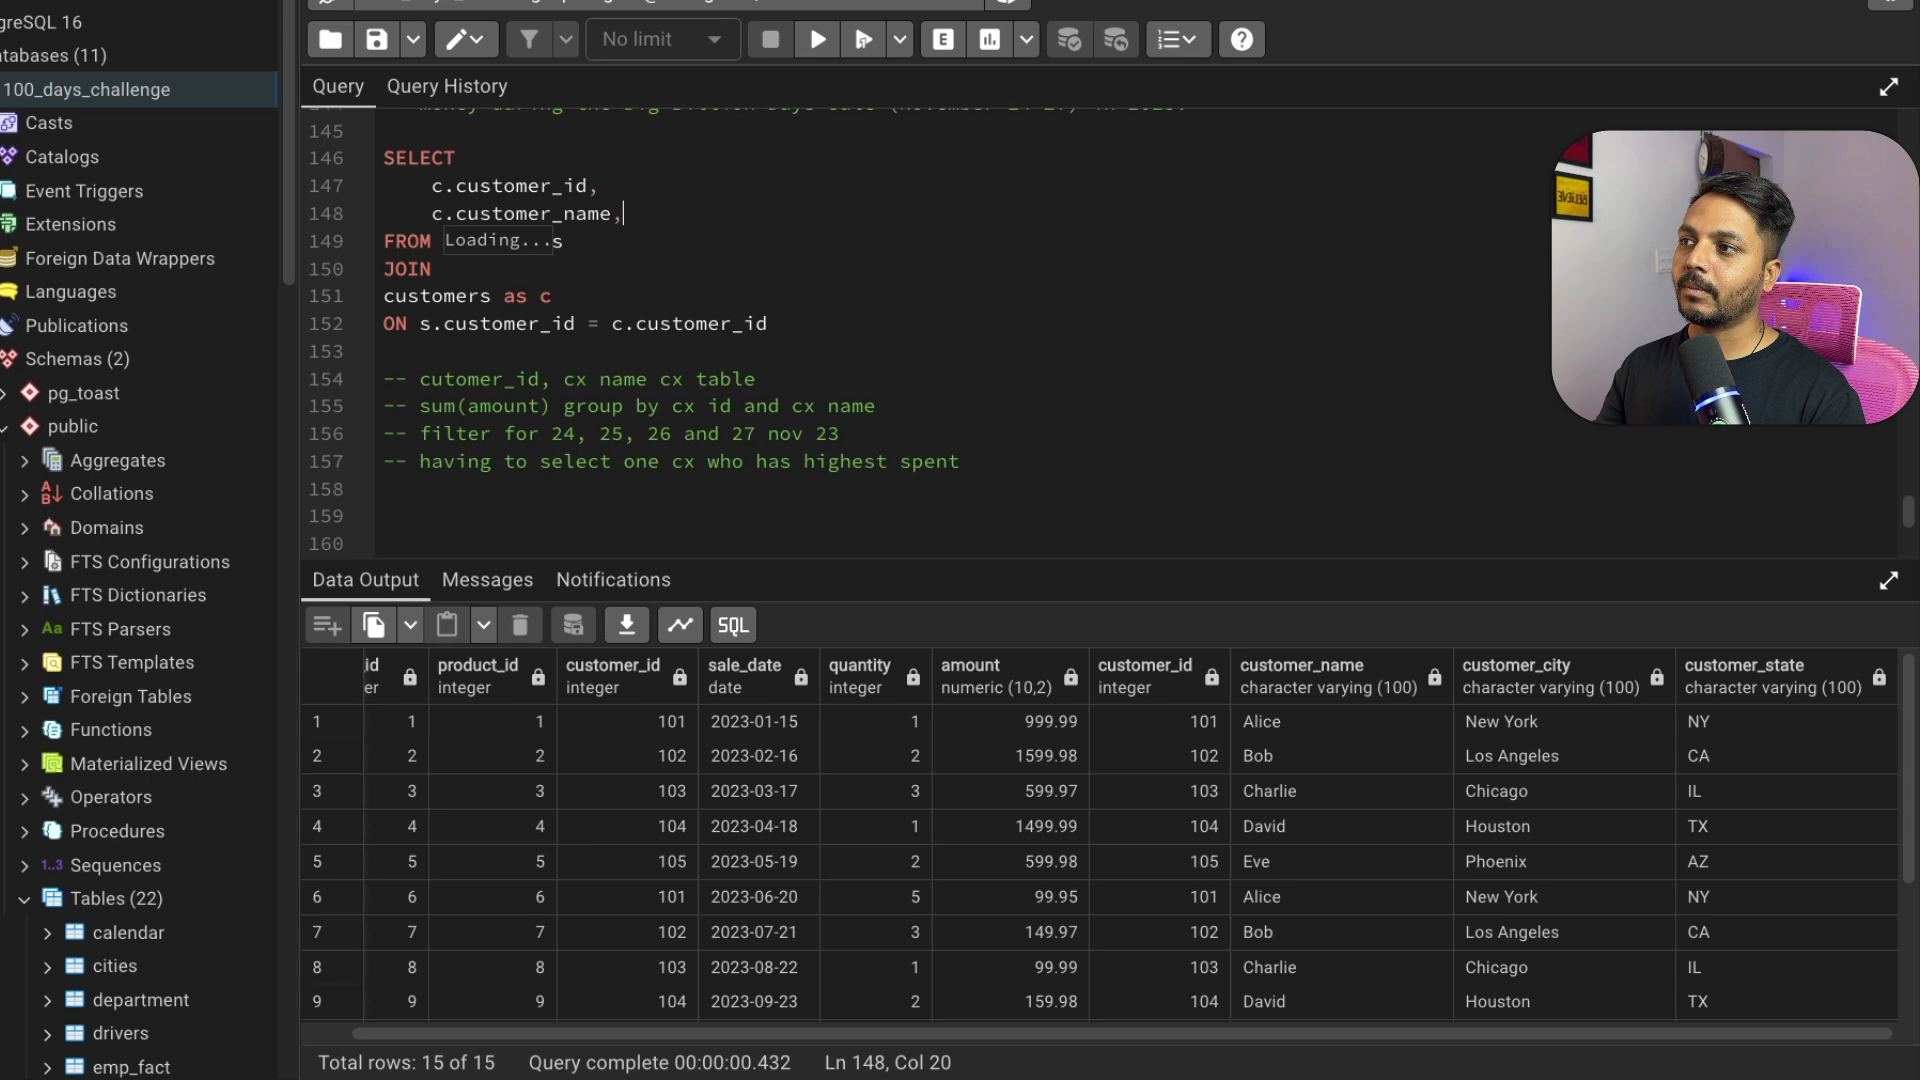 greSQL 16
atabases (11)
100_days_challenge
Casts
Catalogs
Event Triggers
Extensions
Foreign Data Wrappers
Languages
Publications
Schemas (2)
pg_toast
public
Aggregates
Collations
Domains
FTS Configurations
FTS Dictionaries
Aa FTS Parsers
FTS Templates
Foreign Tables
Functions
Materialized Views
Operators
Procedures
1..3 Sequences
Tables (22)
calendar
cities
department
drivers
emp_fact
No limit
E
Query Query History
145
146 SELECT
147 c.customer_id,
148 c.customer_name,
149 FROM Loading...s
150 JOIN
151 customers as c
152 ON s.customer_id = c.customer_id
153
154 -- cutomer_id, cx name cx table
155 -- sum(amount) group by cx id and cx name
156 -- filter for 24, 25, 26 and 27 nov 23
157 -- having to select one cx who has highest spent
158
159
160
BELIEVE
Data Output Messages Notifications
SQL
id product_id customer_id sale_date quantity amount customer_id customer_name customer_city customer_state
er integer integer date integer numeric (10,2) integer character varying (100) character varying (100) character varying (100)
1 1 1 101 2023-01-15 1 999.99 101 Alice New York NY
2 2 2 102 2023-02-16 2 1599.98 102 Bob Los Angeles CA
3 3 3 103 2023-03-17 3 599.97 103 Charlie Chicago IL
4 4 4 104 2023-04-18 1 1499.99 104 David Houston TX
5 5 5 105 2023-05-19 2 599.98 105 Eve Phoenix AZ
6 6 6 101 2023-06-20 5 99.95 101 Alice New York NY
7 7 7 102 2023-07-21 3 149.97 102 Bob Los Angeles CA
8 8 8 103 2023-08-22 1 99.99 103 Charlie Chicago IL
9 9 9 104 2023-09-23 2 159.98 104 David Houston TX
Total rows: 15 of 15 Query complete 00:00:00.432 Ln 148, Col 20